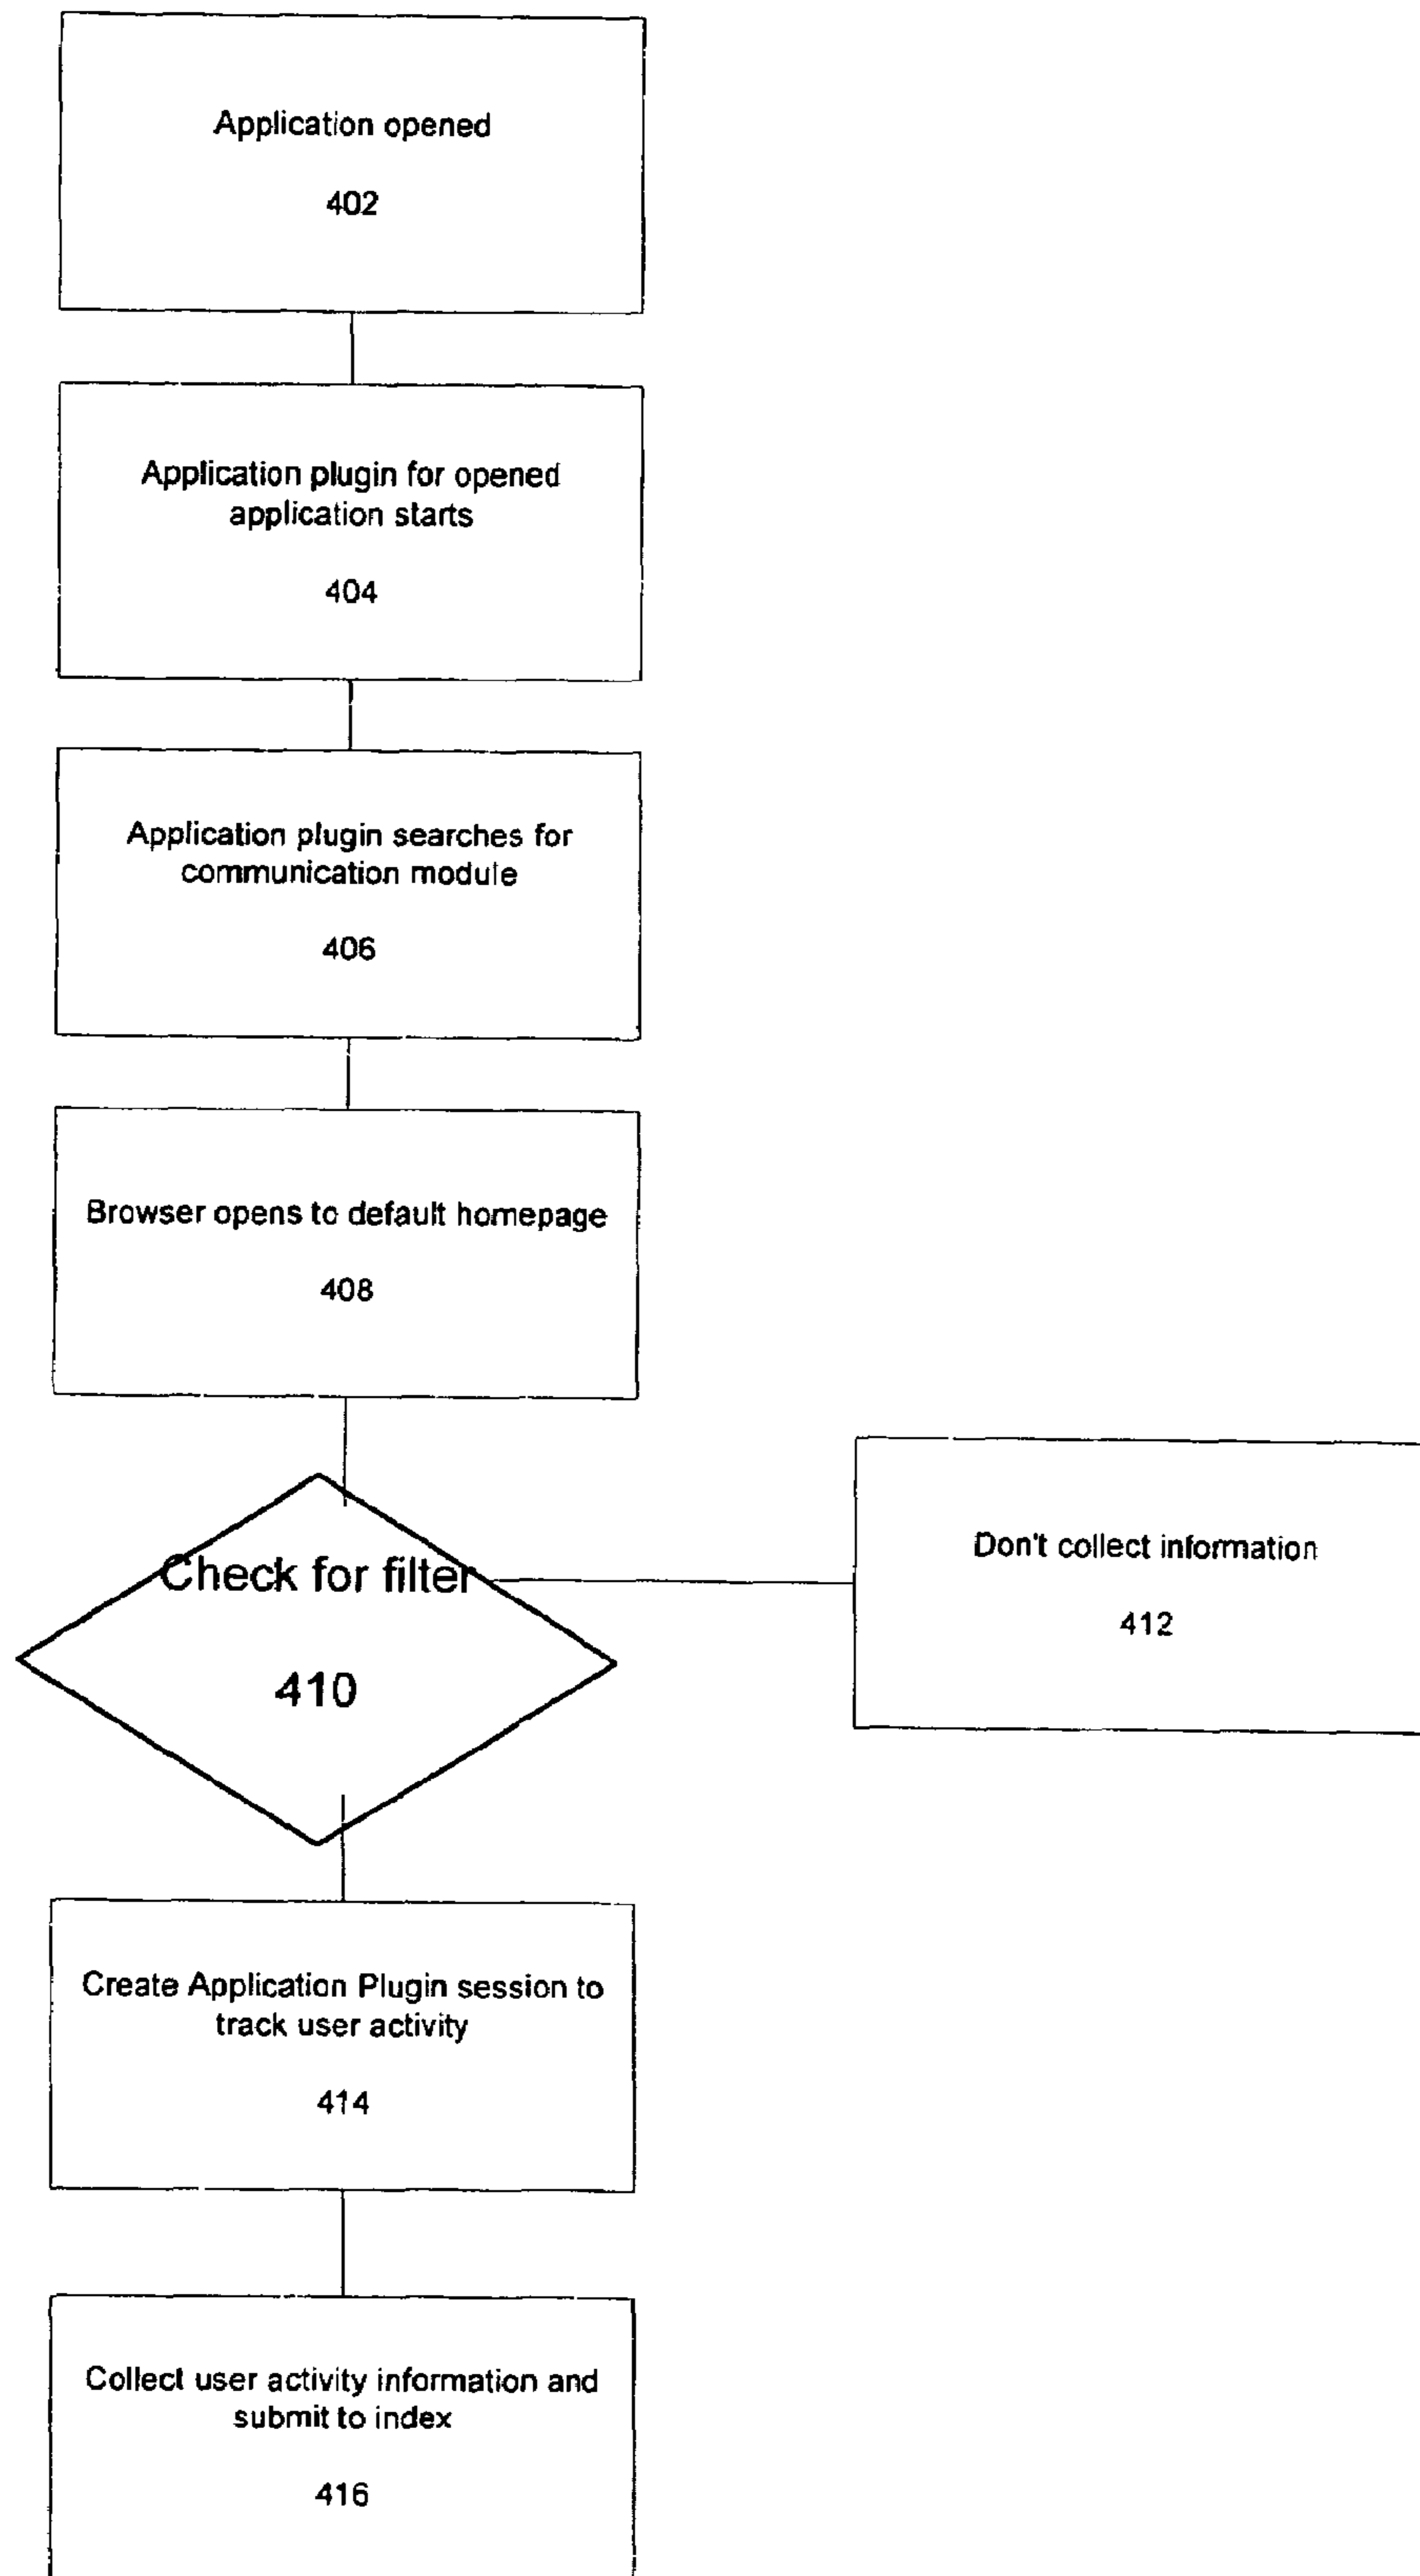 Application opened
402
Application plugin for opened
application starts
404
Application plugin searches for
communication module
406
Browser opens to default homepage
408
Check for filter
410
Don't collect information
412
Create Application Plugin session to
track user activity
414
Collect user activity information and
submit to index
416